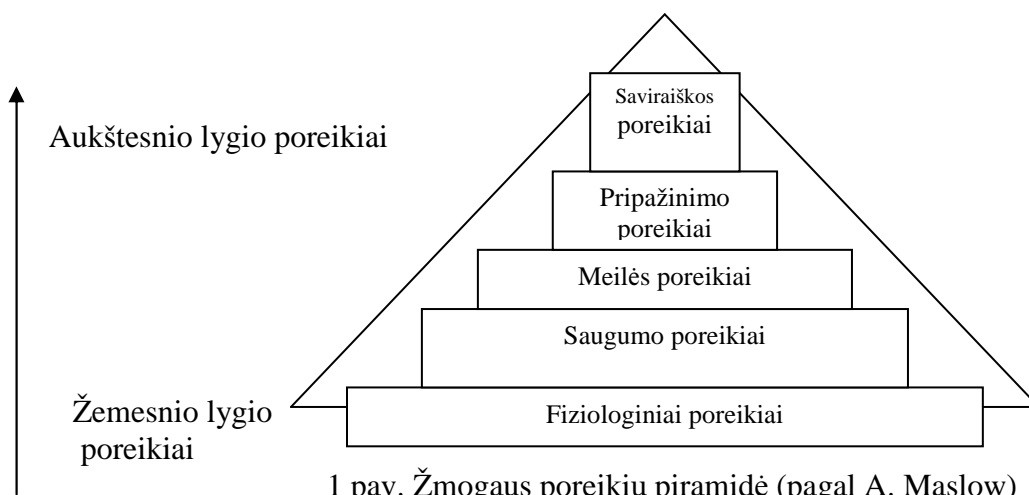 Saviraiškos
poreikiai
Aukštesnio lygio poreikiai
Pripažinimo
poreikiai
Meilės poreikiai
Saugumo poreikiai
Žemesnio lygio
poreikiai
Fiziologiniai poreikiai
1 pav. Žmogaus poreikių piramidė (pagal A. Maslow)